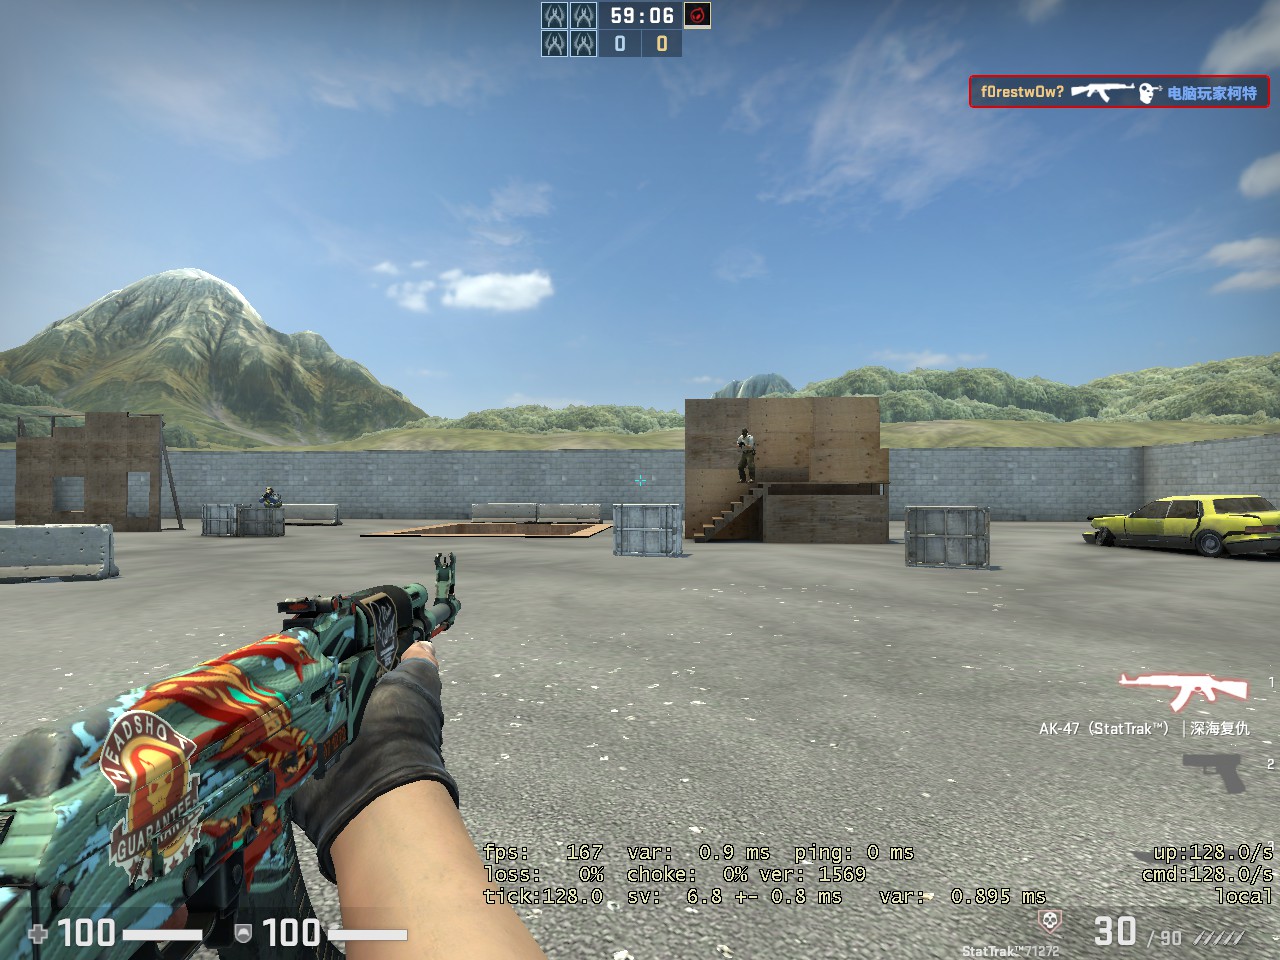 59:06
0 0
f0restw0w? 电脑玩家柯特
1
AK-47（StatTrak™）｜深海复仇
2
HEADSHOT
GUARANTEE
fps: 167 var: 0.9 ms ping: 0 ms
up:128.0/s
loss: 0% choke: 0% ver: 1569
cmd:128.0/s
tick:128.0 sv: 6.8 +- 0.8 ms var: 0.895 ms
local
100 100
30 / 90
StatTrak™71272